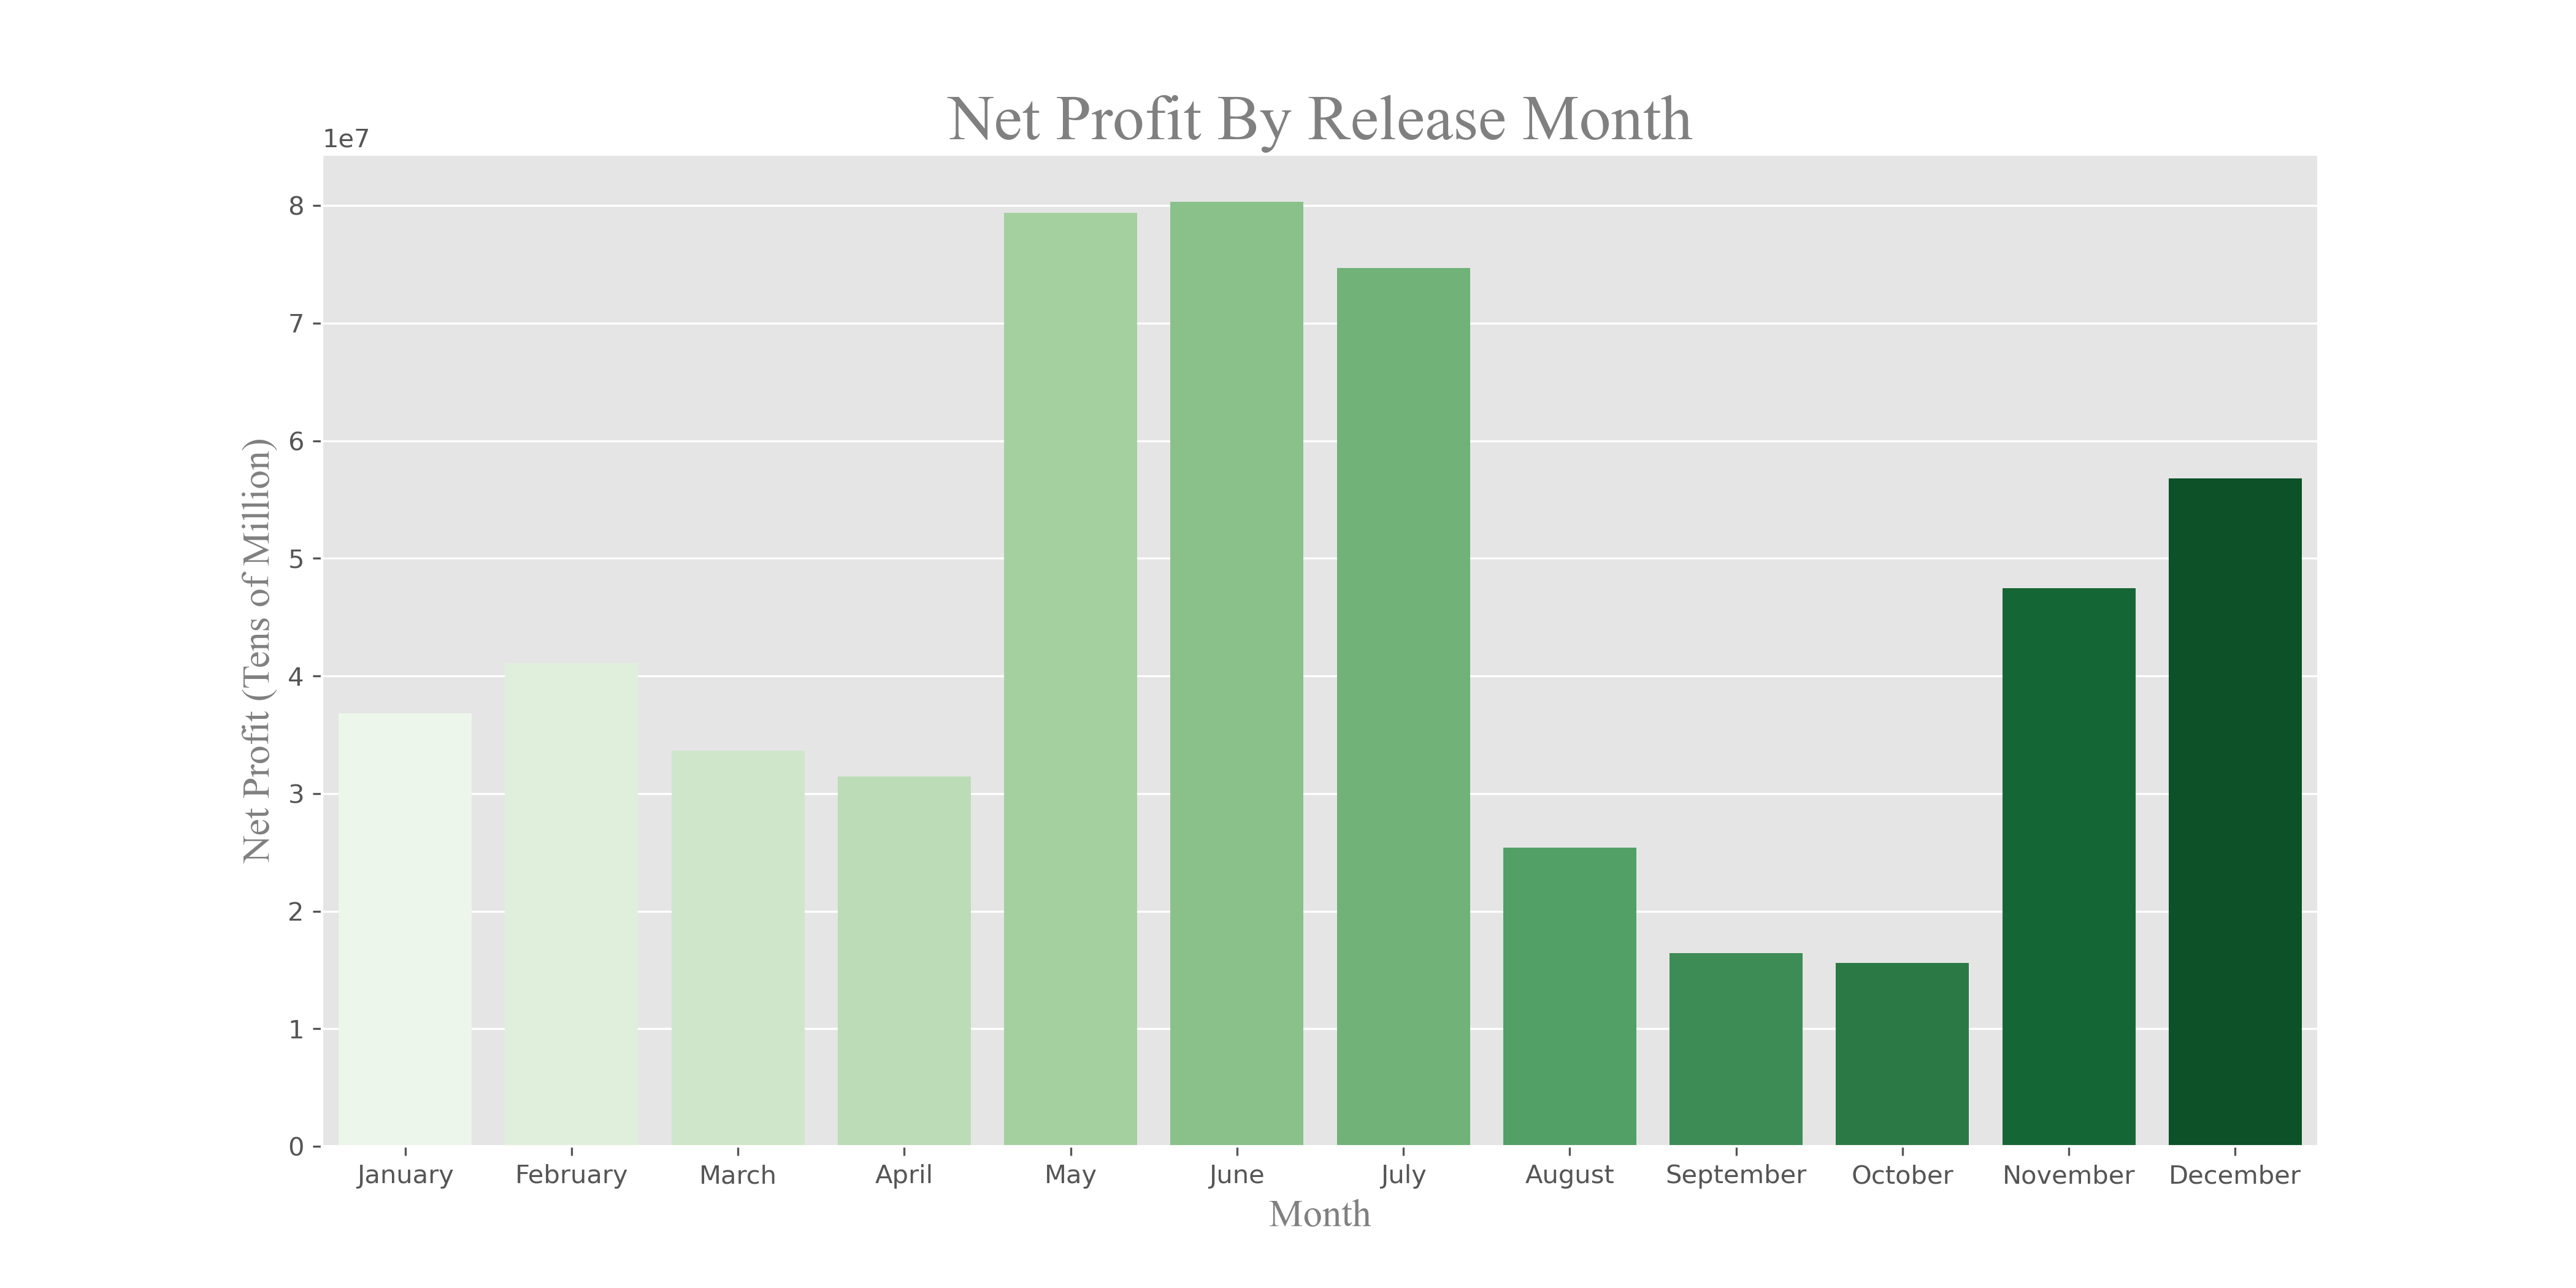 Net Profit By Release Month
1e7
8
7
6
5
4
3
2
1
0
Net Profit (Tens of Million)
January February March April May June July August September October November December
Month